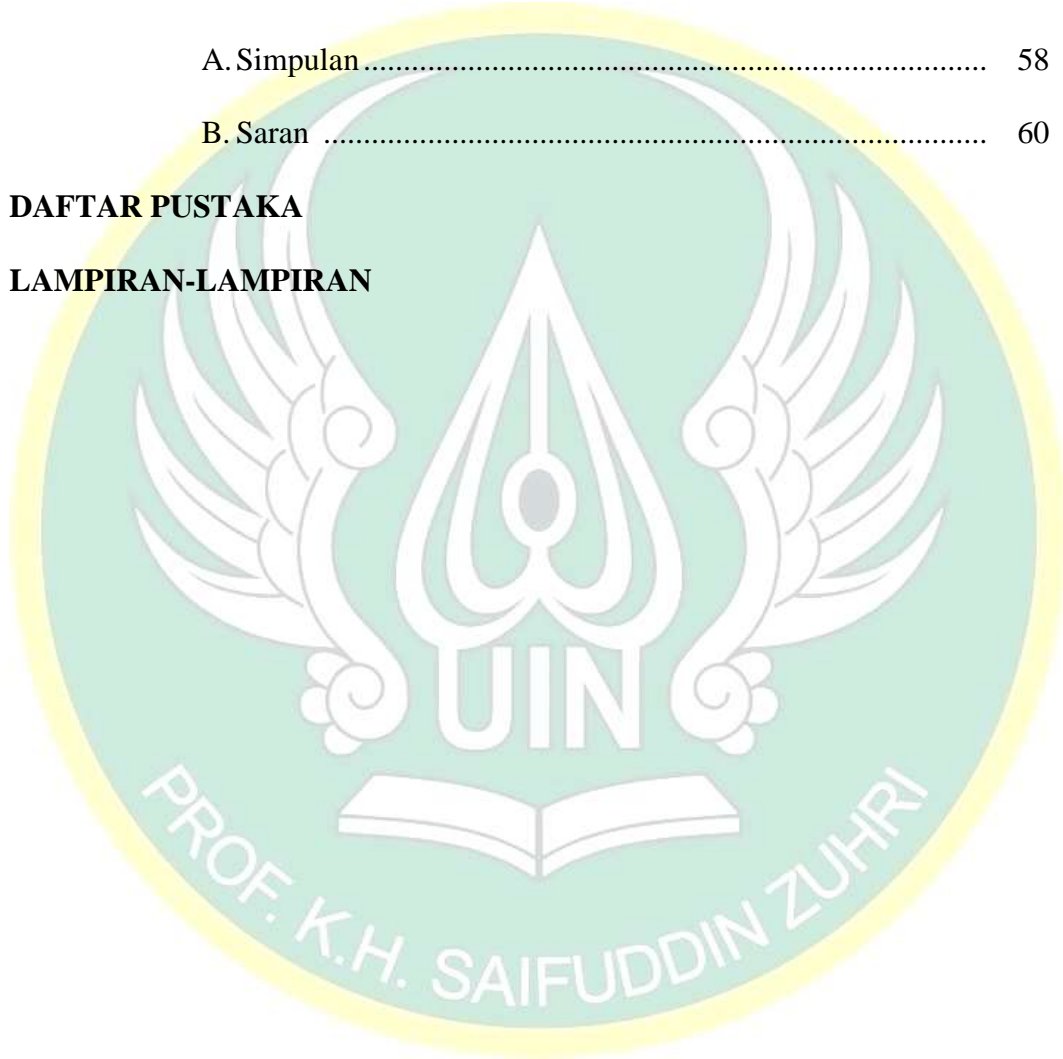 A. Simpulan ............................................................................... 58
B. Saran .................................................................................... 60
DAFTAR PUSTAKA
LAMPIRAN-LAMPIRAN
UIN
PROF. K.H. SAIFUDDIN ZUHRI